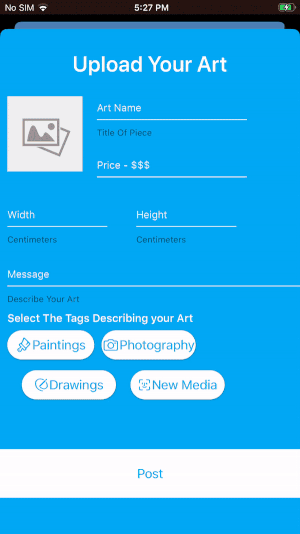 No SIM 5:27 PM
Upload Your Art
Art Name
Title Of Piece
Price - $$$
Width Height
Centimeters Centimeters
Message
Describe Your Art
Select The Tags Describing your Art
Paintings Photography
Drawings New Media
Post